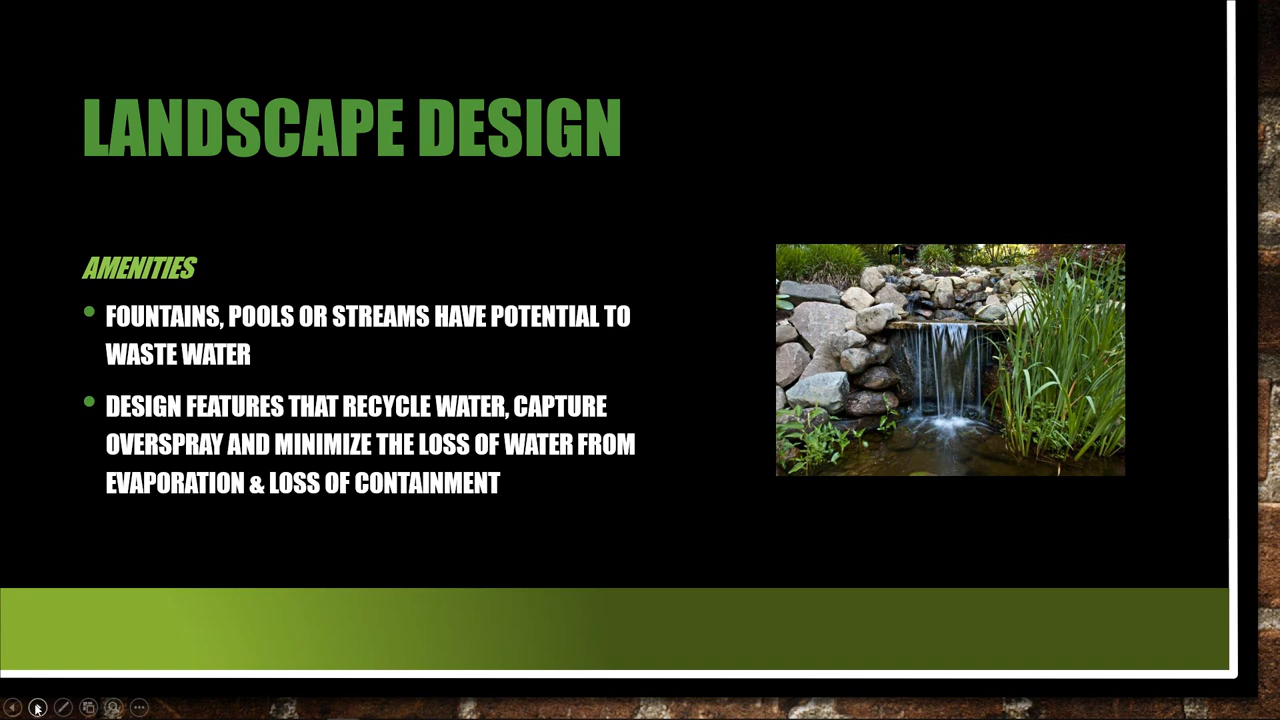 LANDSCAPE DESIGN
AMENITIES
• FOUNTAINS, POOLS OR STREAMS HAVE POTENTIAL TO
WASTE WATER
• DESIGN FEATURES THAT RECYCLE WATER, CAPTURE
OVERSPRAY AND MINIMIZE THE LOSS OF WATER FROM
EVAPORATION & LOSS OF CONTAINMENT